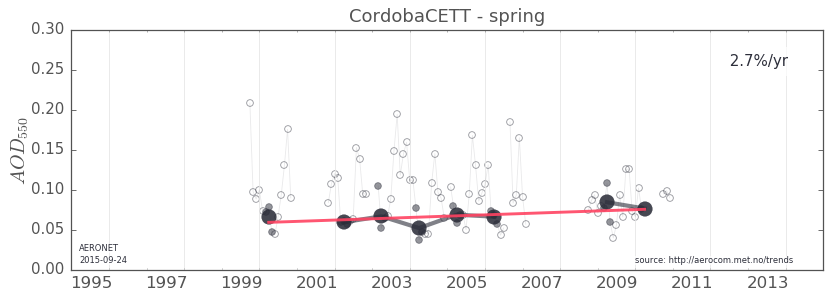 CordobaCETT - spring
0.30
0.25
0.20
0.15
0.10
0.05
0.00
AOD550
2.7%/yr
AERONET
2015-09-24
source: http://aerocom.met.no/trends
1995 1997 1999 2001 2003 2005 2007 2009 2011 2013